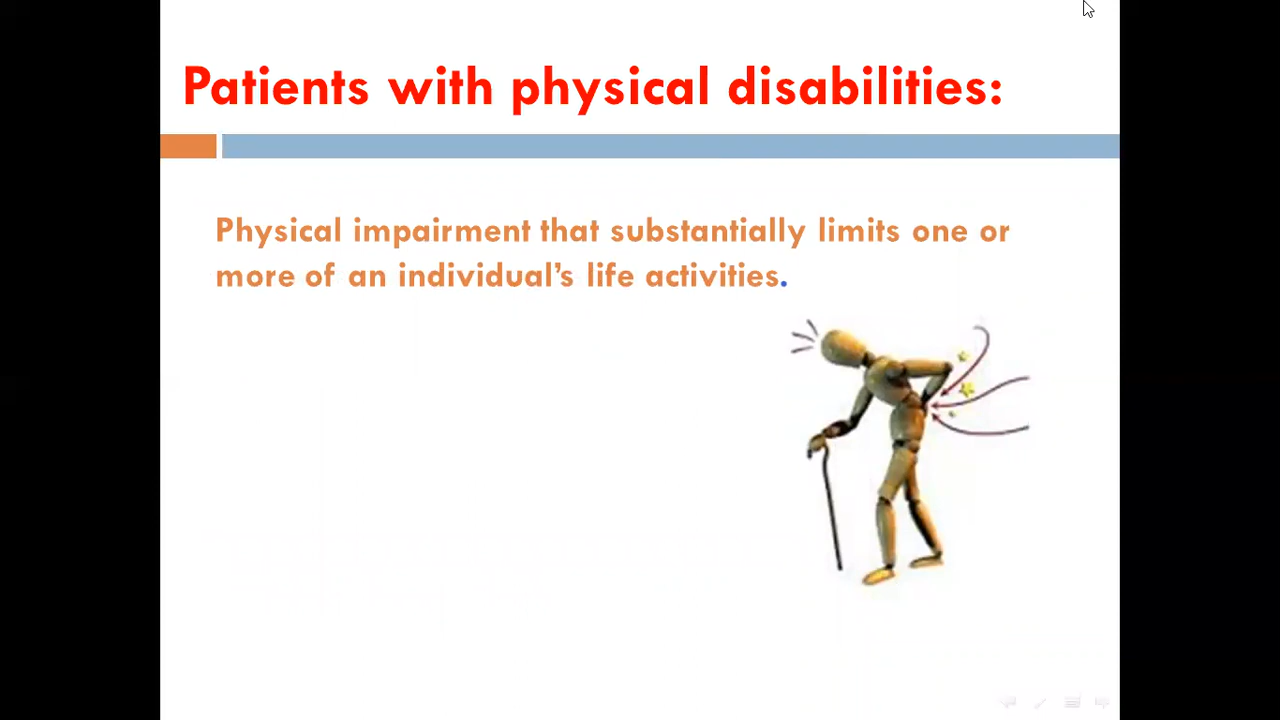 Patients with physical disabilities:
Physical impairment that substantially limits one or
more of an individual’s life activities.